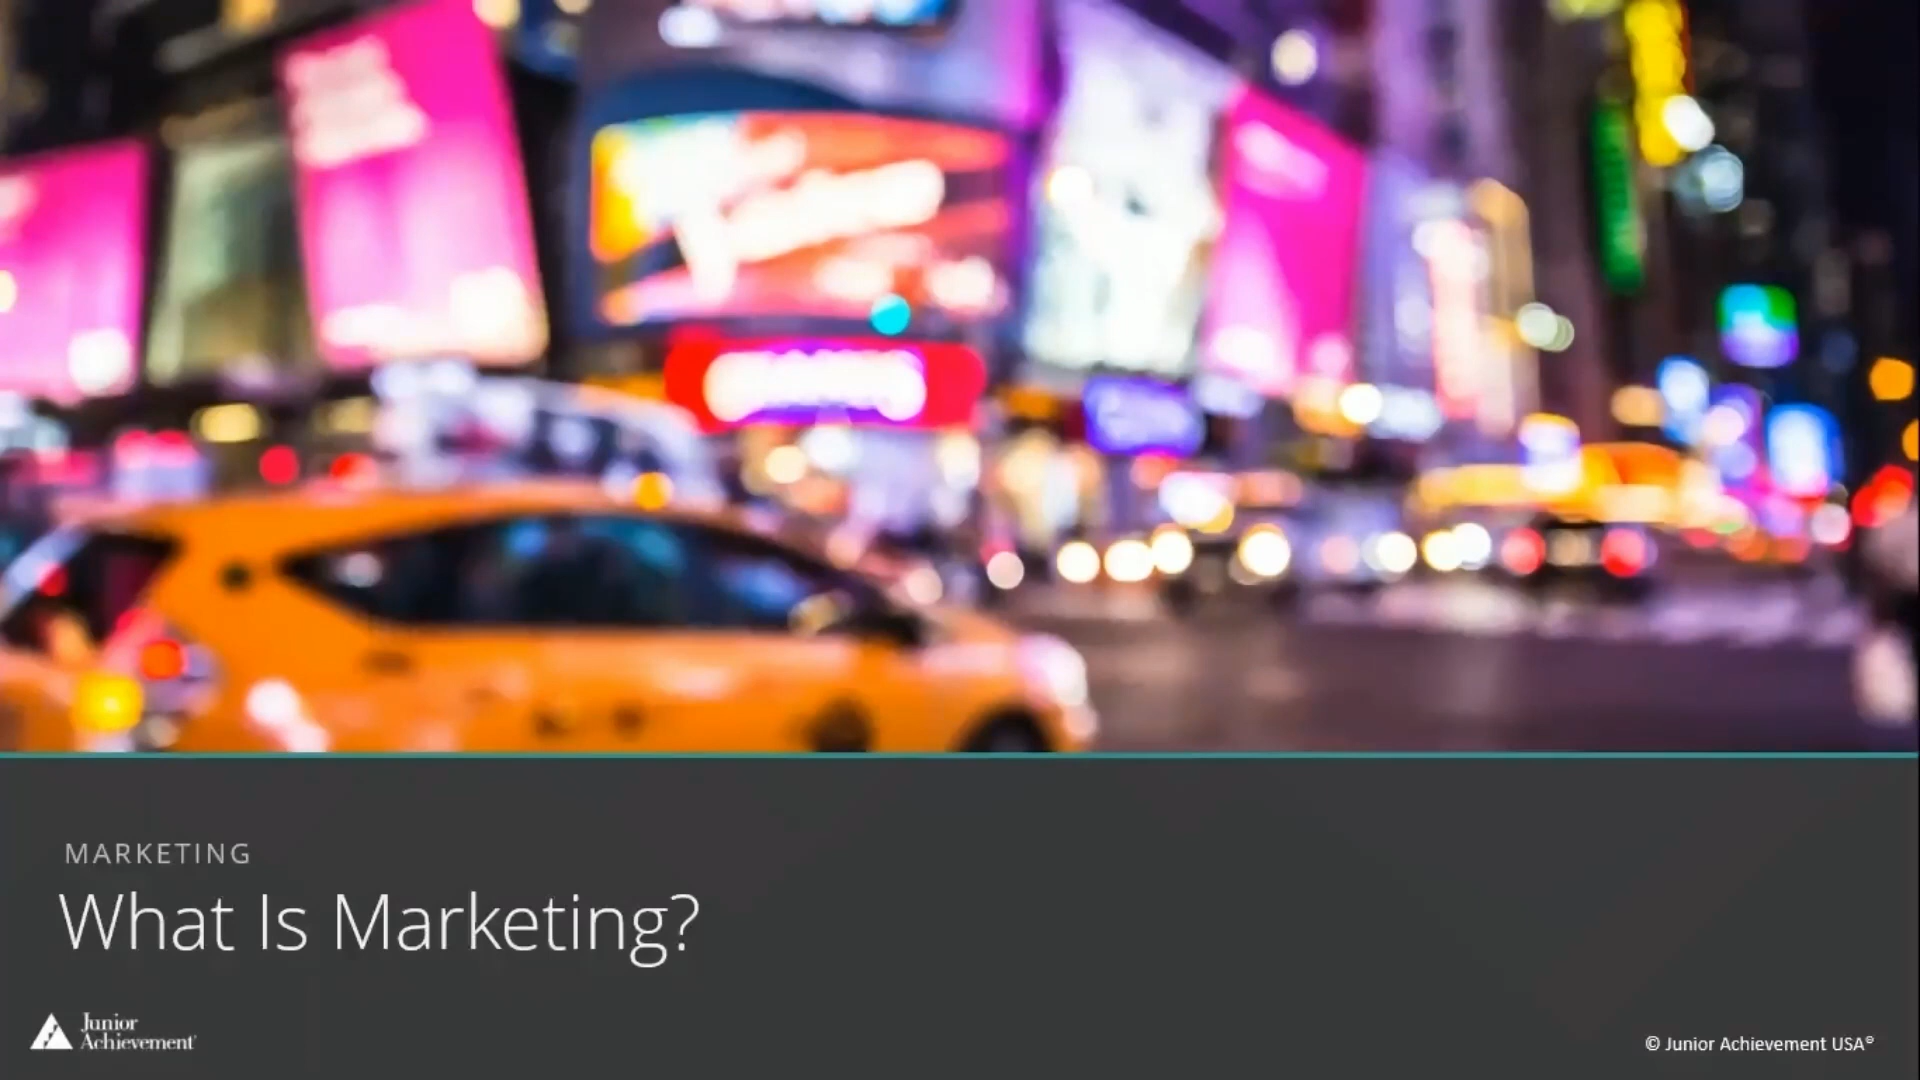 MARKETING
What Is Marketing?
Junior
Achievement
© Junior Achievement USA®